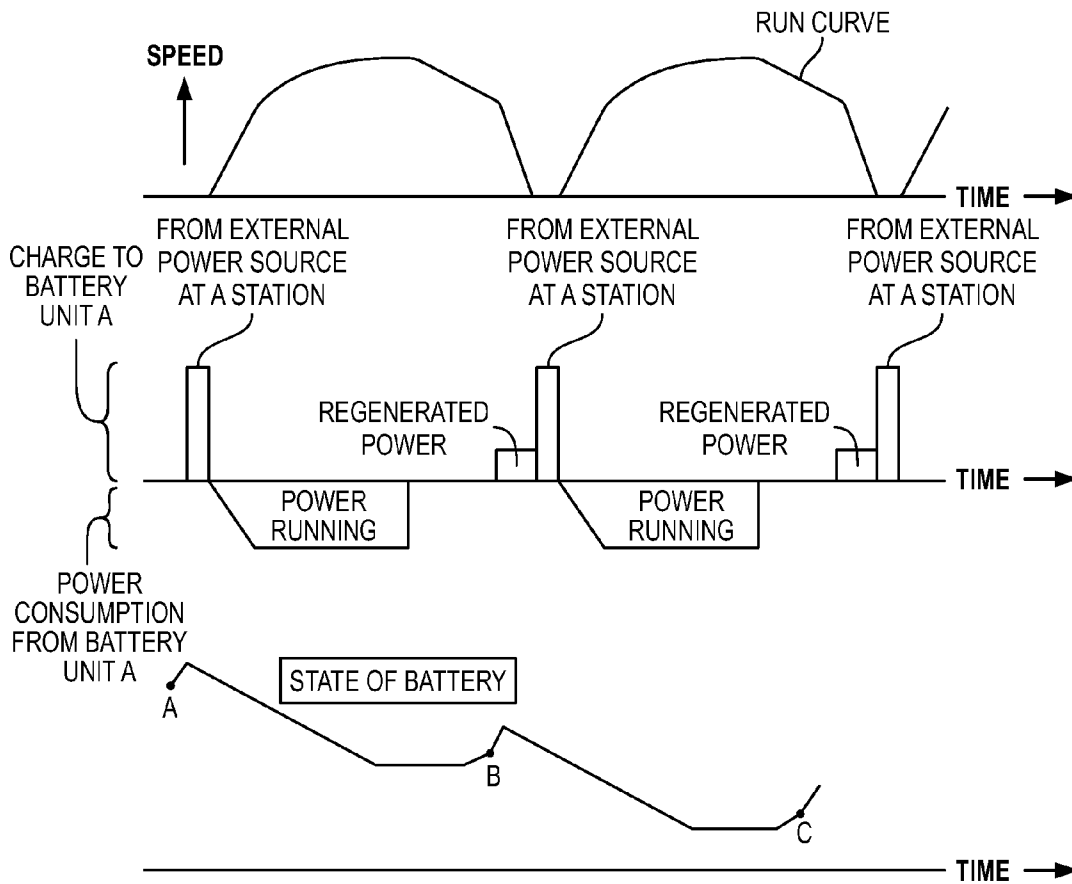 RUN CURVE
SPEED
TIME
FROM EXTERNAL
POWER SOURCE
AT A STATION
FROM EXTERNAL
POWER SOURCE
AT A STATION
FROM EXTERNAL
POWER SOURCE
AT A STATION
CHARGE TO
BATTERY
UNIT A
REGENERATED
POWER
REGENERATED
POWER
TIME
POWER
RUNNING
POWER
RUNNING
POWER
CONSUMPTION
FROM BATTERY
UNIT A
STATE OF BATTERY
A
B
C
TIME